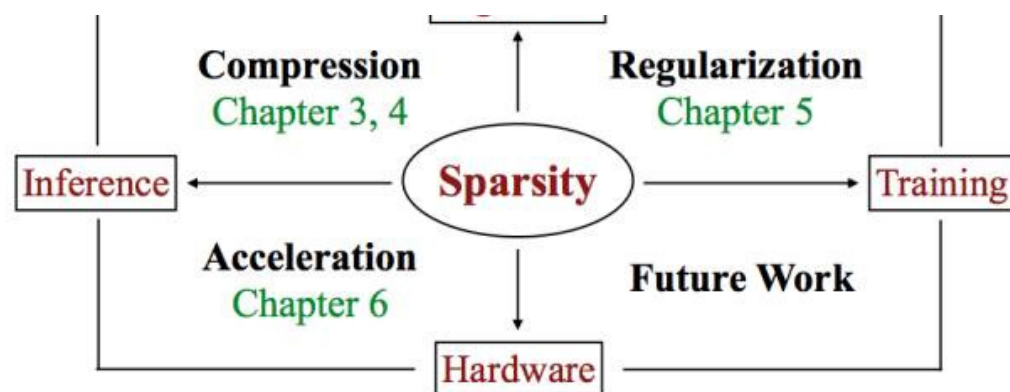 Compression
Chapter 3, 4
Regularization
Chapter 5
Inference
Sparsity
Training
Acceleration
Chapter 6
Future Work
Hardware